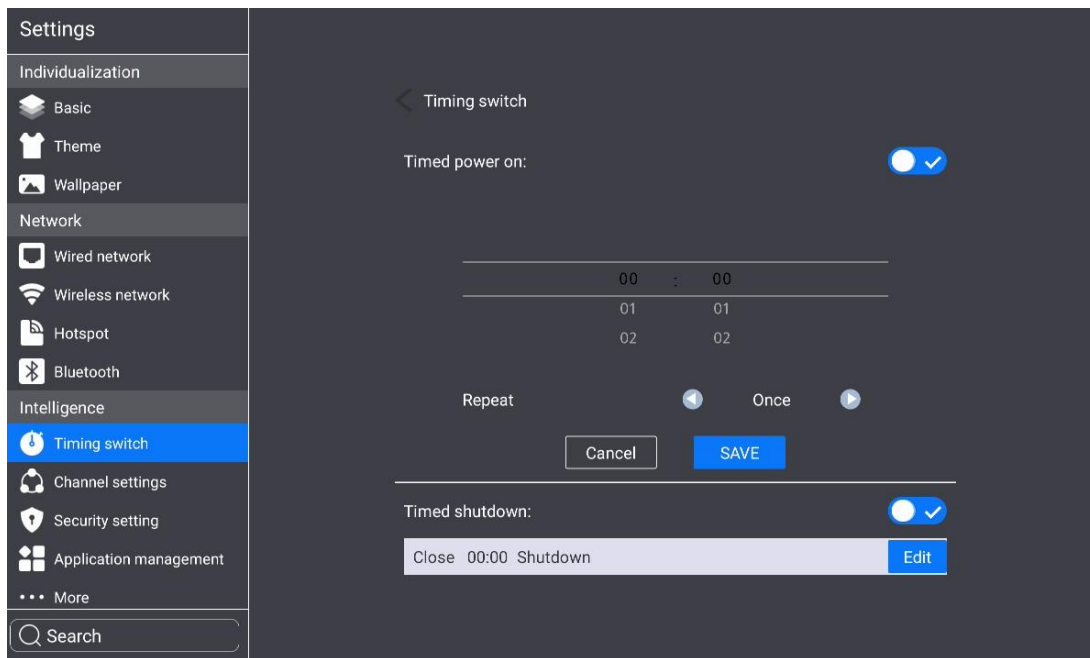 Settings
Individualization
Basic
Theme
Wallpaper
Network
Wired network
Wireless network
Hotspot
Bluetooth
Intelligence
Timing switch
Channel settings
Security setting
Application management
More
Search
Timing switch
Timed power on:
00 : 00
01 01
02 02
Repeat Once
Cancel SAVE
Timed shutdown:
Close 00:00 Shutdown Edit